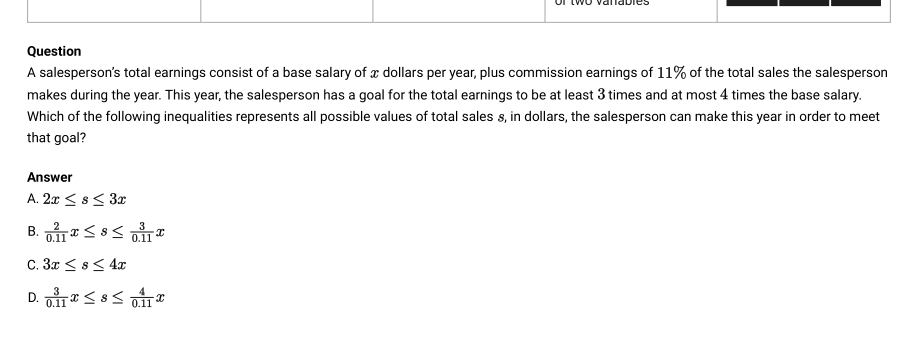 of two variables
Question
A salesperson's total earnings consist of a base salary of x dollars per year, plus commission earnings of 11% of the total sales the salesperson
makes during the year. This year, the salesperson has a goal for the total earnings to be at least 3 times and at most 4 times the base salary.
Which of the following inequalities represents all possible values of total sales s, in dollars, the salesperson can make this year in order to meet
that goal?
Answer
A. 2x ≤ s ≤ 3x
B. 2/0.11 x ≤ s ≤ 3/0.11 x
C. 3x ≤ s ≤ 4x
D. 3/0.11 x ≤ s ≤ 4/0.11 x